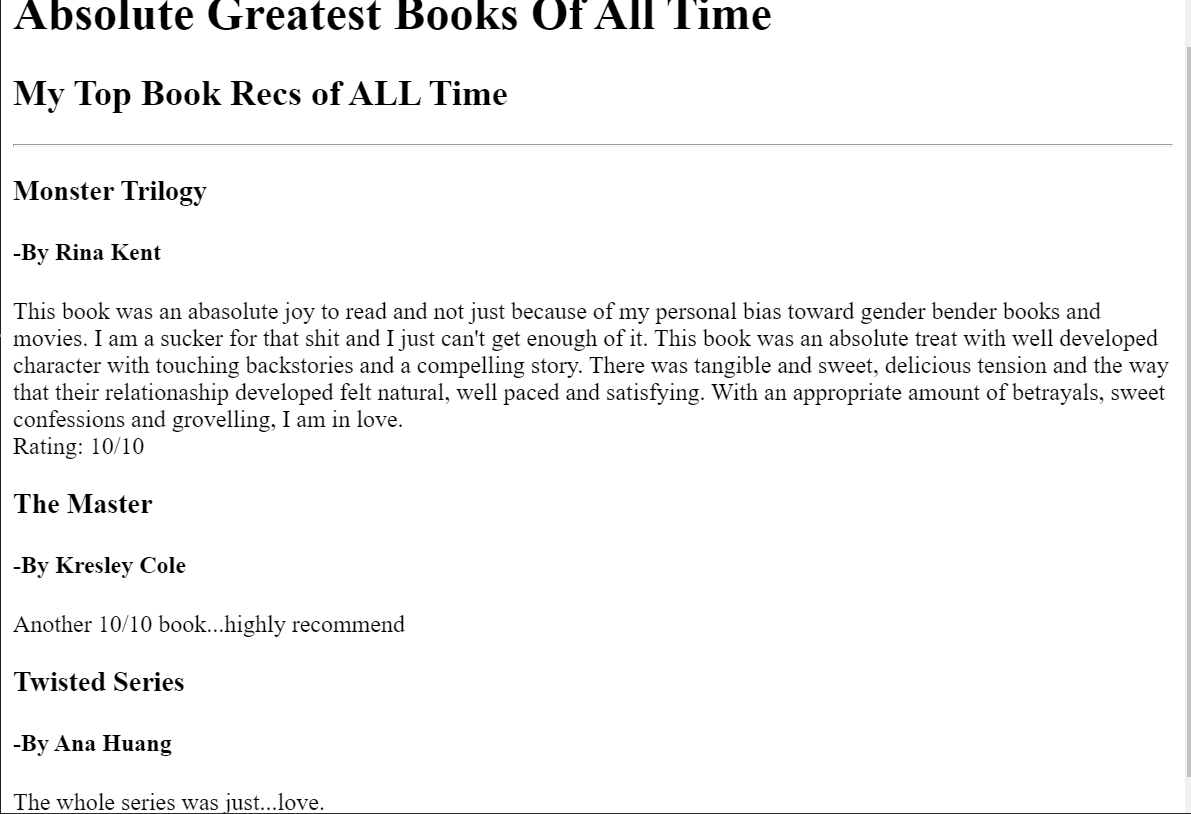 Absolute Greatest Books Of All Time
My Top Book Recs of ALL Time
Monster Trilogy
-By Rina Kent
This book was an abasolute joy to read and not just because of my personal bias toward gender bender books and
movies. I am a sucker for that shit and I just can't get enough of it. This book was an absolute treat with well developed
character with touching backstories and a compelling story. There was tangible and sweet, delicious tension and the way
that their relationaship developed felt natural, well paced and satisfying. With an appropriate amount of betrayals, sweet
confessions and grovelling, I am in love.
Rating: 10/10
The Master
-By Kresley Cole
Another 10/10 book...highly recommend
Twisted Series
-By Ana Huang
The whole series was just...love.